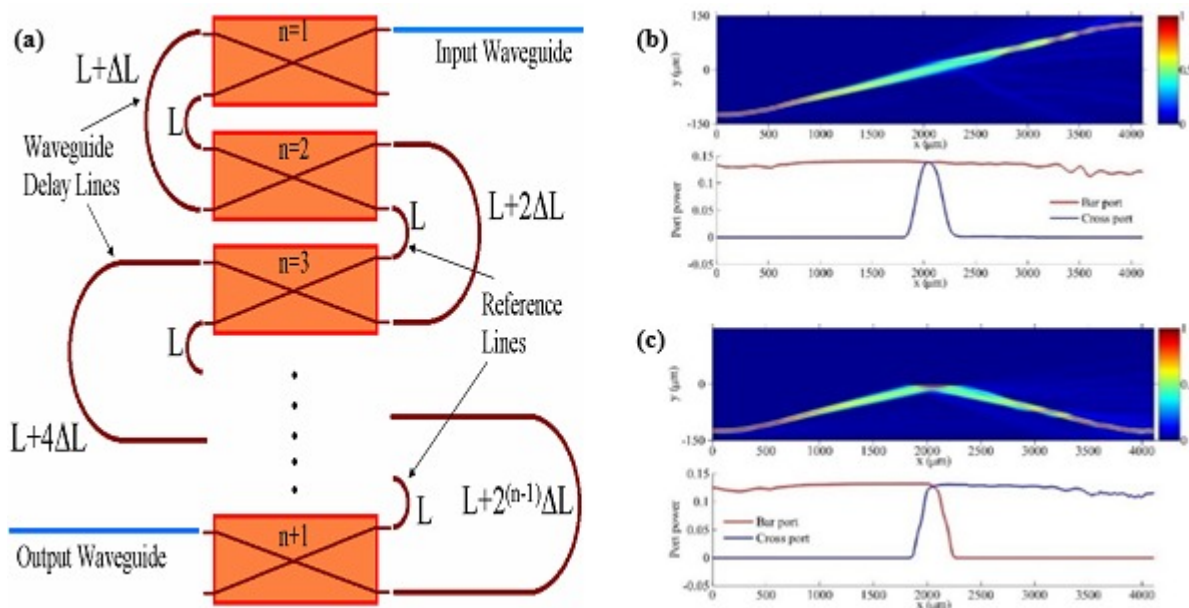 (a)
n=1
Input Waveguide
L+ΔL
L
Waveguide
Delay Lines
n=2
L
L+2ΔL
n=3
Reference
Lines
L
L+4ΔL
L
L+2^(n-1)ΔL
Output Waveguide
n+1
(b)
150
0
-150
y (μm)
0 500 1000 1500 2000 2500 3000 3500 4000
x (μm)
1
0
0.15
0.1
0.05
0
-0.05
Port power
Bar port
Cross port
0 500 1000 1500 2000 2500 3000 3500 4000
x (μm)
(c)
0
-150
y (μm)
0 500 1000 1500 2000 2500 3000 3500 4000
x (μm)
0
0.15
0.1
0.05
0
0.05
Port power
Bar port
Cross port
0 500 1000 1500 2000 2500 3000 3500 4000
x (μm)